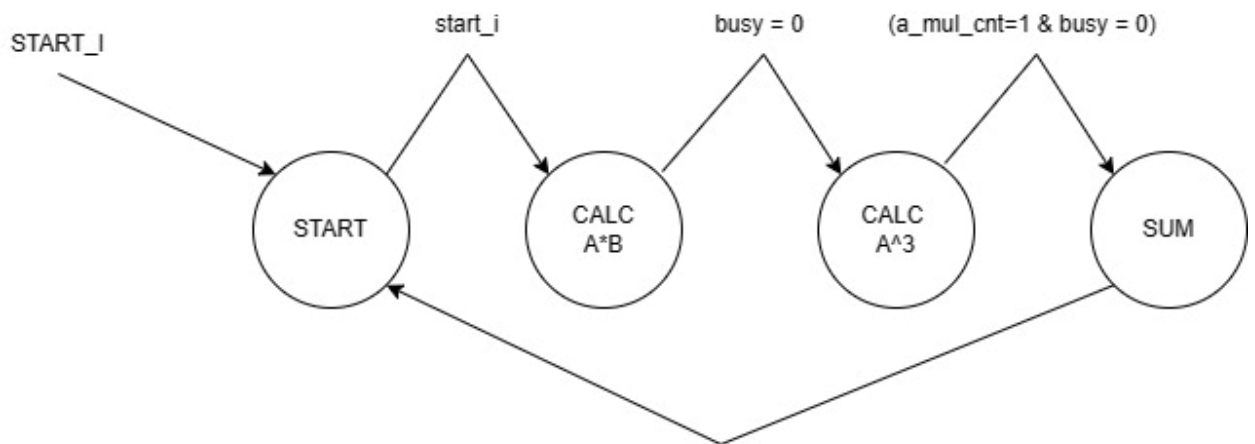 START_I
start_i
busy = 0
(a_mul_cnt=1 & busy = 0)
START
CALC
A*B
CALC
A^3
SUM